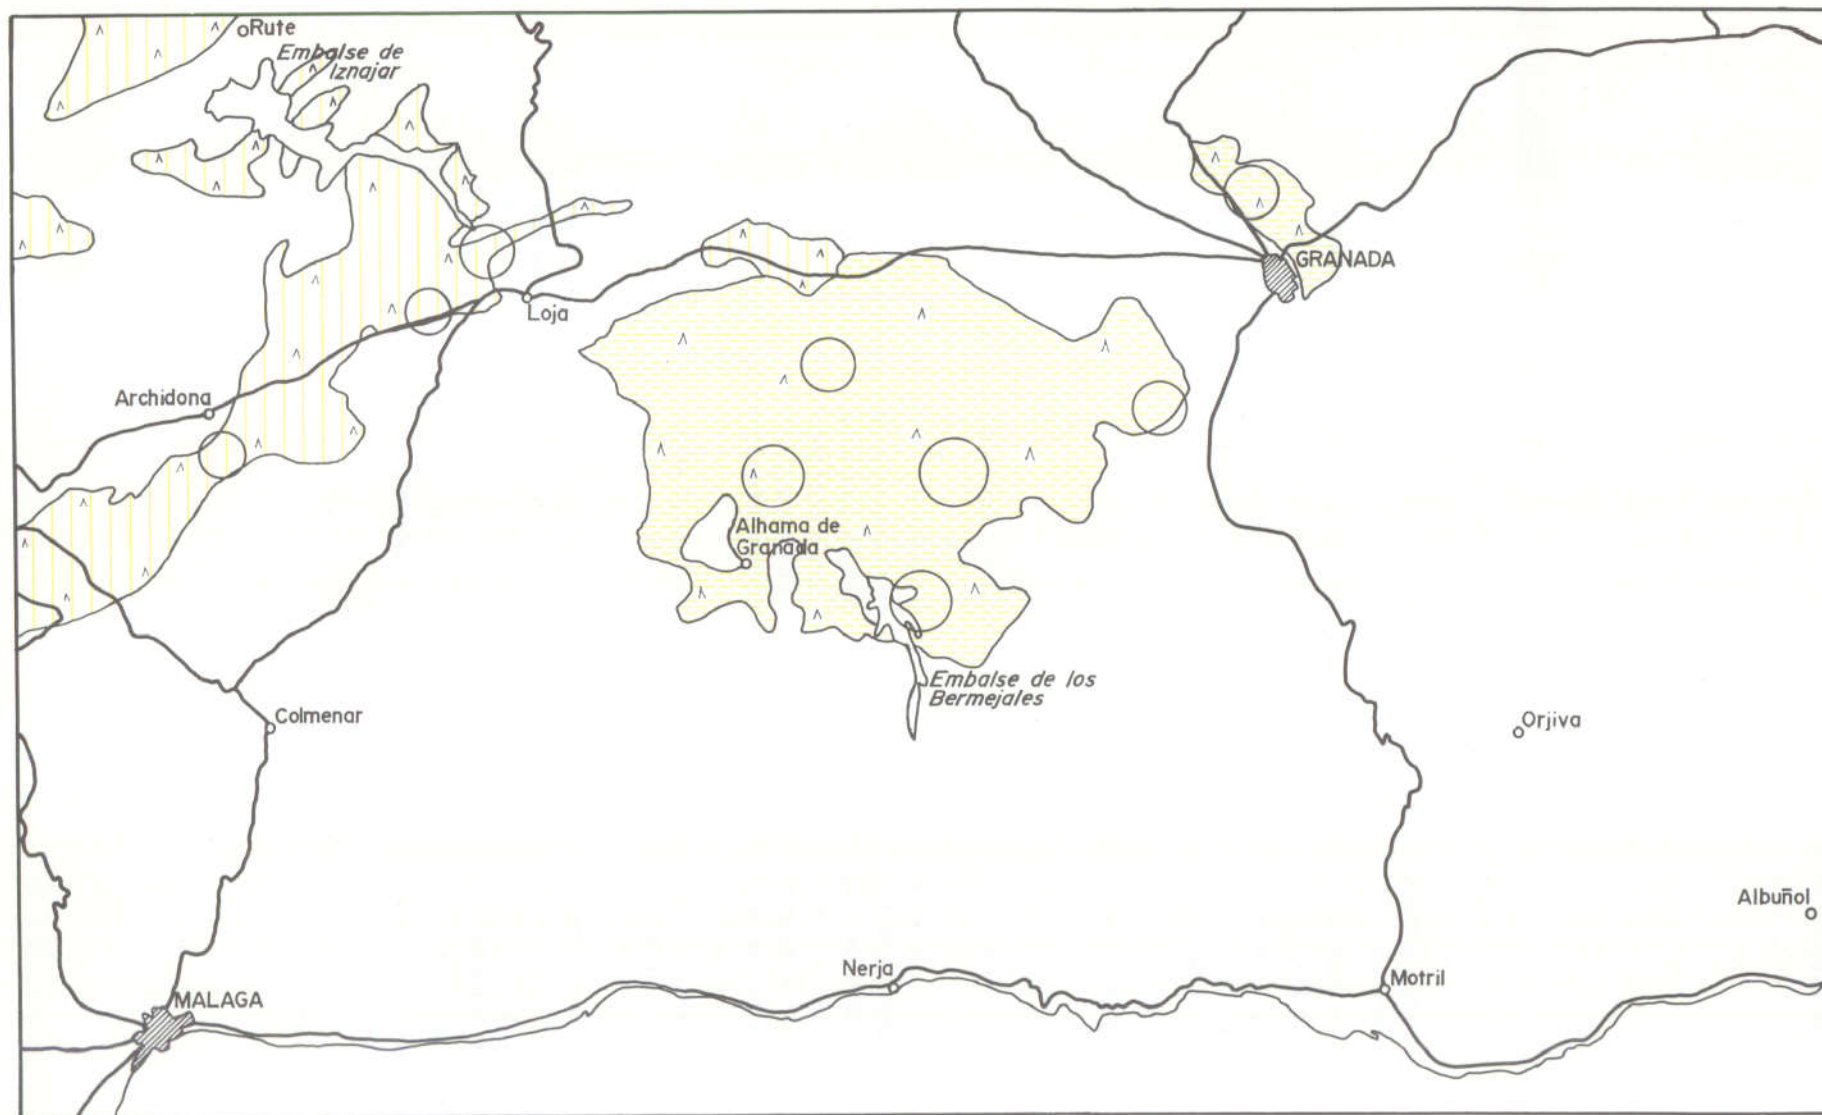 Rute
Embalse de
Iznajar
GRANADA
Loja
Archidona
Alhama de
Granada
Embalse de los
Bermejales
Colmenar
Orjiva
Albuñol
Nerja
Motril
MALAGA